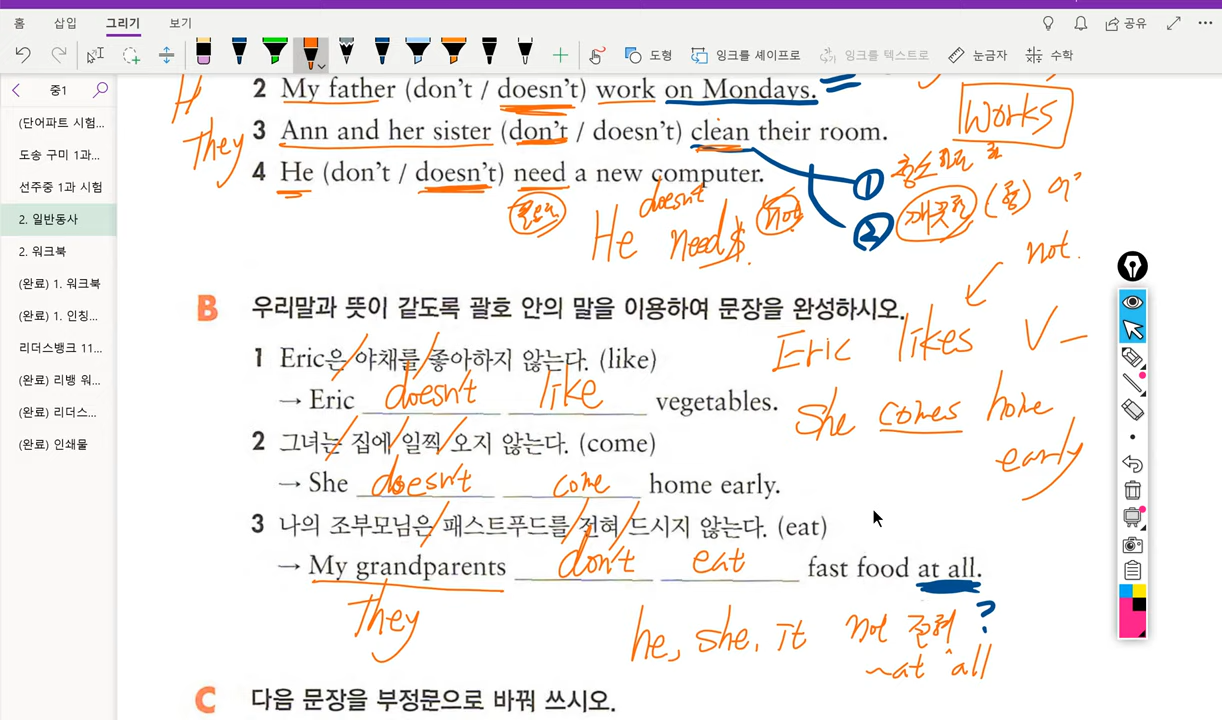 홈 삽입 그리기 보기
공유
도형 잉크를 셰이프로 잉크를 텍스트로 눈금자 수학
중1
(단어파트 시험...
도송 구미 1과...
선주중 1과 시험
2. 일반동사
2. 워크북
(완료) 1. 워크북
(완료) 1. 인칭...
리더스뱅크 11...
(완료) 리뱅 워...
(완료) 리더스...
(완료) 인쇄물
2 My father (don't / doesn't) work on Mondays.
Works
3 Ann and her sister (don't / doesn't) clean their room.
They
4 He (don't / doesn't) need a new computer.
① 
② 깨끗한 (형)
doesn't
He needs. not
not.
B 우리말과 뜻이 같도록 괄호 안의 말을 이용하여 문장을 완성하시오.
Eric likes V
1 Eric은 / 야채를 / 좋아하지 않는다. (like)
→ Eric doesn't like vegetables.
She comes home early
2 그녀는 / 집에 / 일찍 / 오지 않는다. (come)
→ She doesn't come home early.
3 나의 조부모님은 / 패스트푸드를 / 전혀 / 드시지 않는다. (eat)
→ My grandparents don't eat fast food at all.
They
he, she, it not 전혀 ?
~at all
C 다음 문장을 부정문으로 바꿔 쓰시오.